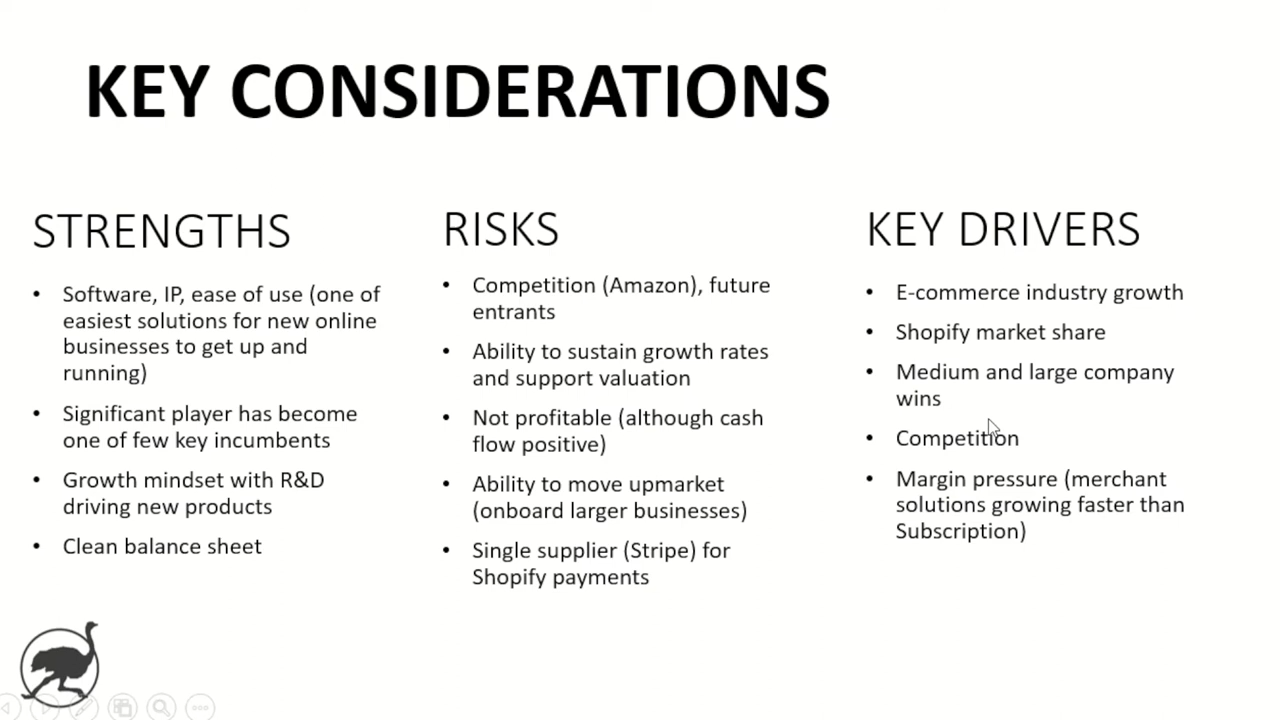 KEY CONSIDERATIONS
STRENGTHS
• Software, IP, ease of use (one of
easiest solutions for new online
businesses to get up and
running)
• Significant player has become
one of few key incumbents
• Growth mindset with R&D
driving new products
• Clean balance sheet
RISKS
• Competition (Amazon), future
entrants
• Ability to sustain growth rates
and support valuation
• Not profitable (although cash
flow positive)
• Ability to move upmarket
(onboard larger businesses)
• Single supplier (Stripe) for
Shopify payments
KEY DRIVERS
• E-commerce industry growth
• Shopify market share
• Medium and large company
wins
• Competition
• Margin pressure (merchant
solutions growing faster than
Subscription)